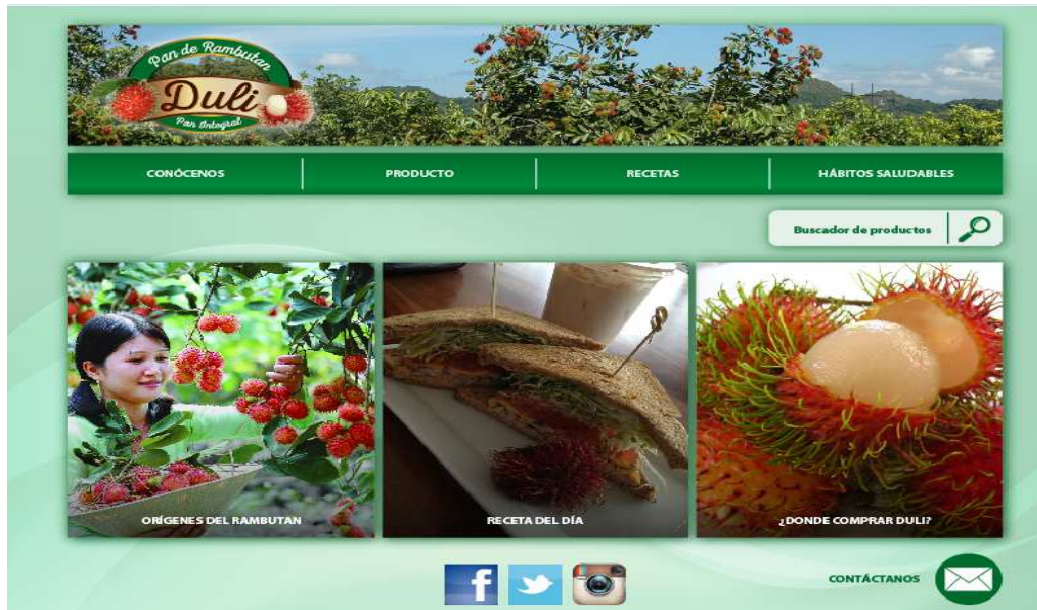 Pan de Rambutan
Duli
Pan Integral
CONÓCENOS
PRODUCTO
RECETAS
HÁBITOS SALUDABLES
Buscador de productos
ORÍGENES DEL RAMBUTAN
RECETA DEL DÍA
¿DONDE COMPRAR DULI?
CONTÁCTANOS